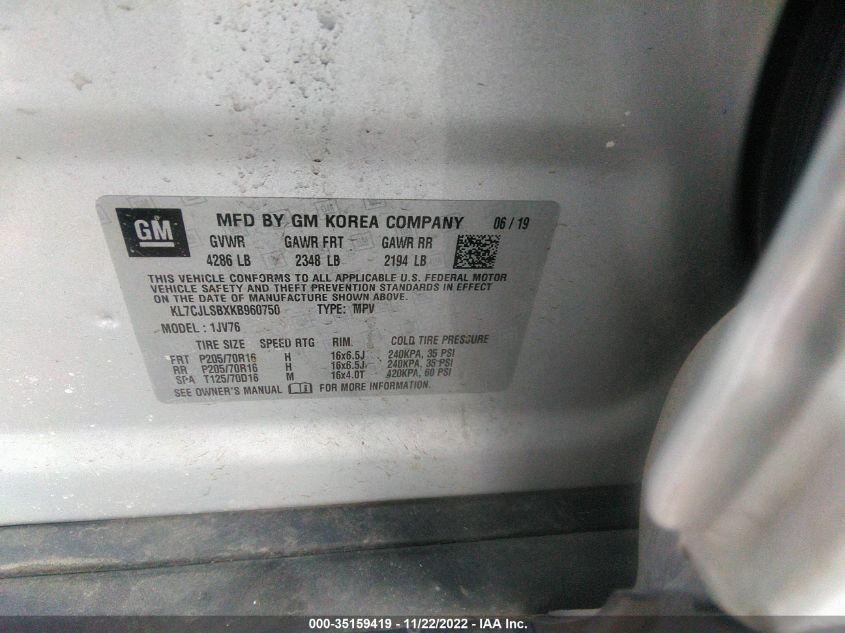 GM MFD BY GM KOREA COMPANY 06 / 19
GVWR GAWR FRT GAWR RR
4286 LB 2348 LB 2194 LB
THIS VEHICLE CONFORMS TO ALL APPLICABLE U.S. FEDERAL MOTOR
VEHICLE SAFETY AND THEFT PREVENTION STANDARDS IN EFFECT
ON THE DATE OF MANUFACTURE SHOWN ABOVE.
KL7CJLSBXKB960750 TYPE: MPV
MODEL : 1JV76
TIRE SIZE SPEED RTG RIM. COLD TIRE PRESSURE
FRT P205/70R16 H 16x6.5J 240KPA, 35 PSI
RR P205/70R16 H 16x6.5J 240KPA, 35 PSI
SPA T125/70D16 M 16x4.0T 420KPA, 60 PSI
SEE OWNER'S MANUAL FOR MORE INFORMATION.
000-35159419 - 11/22/2022 - IAA Inc.